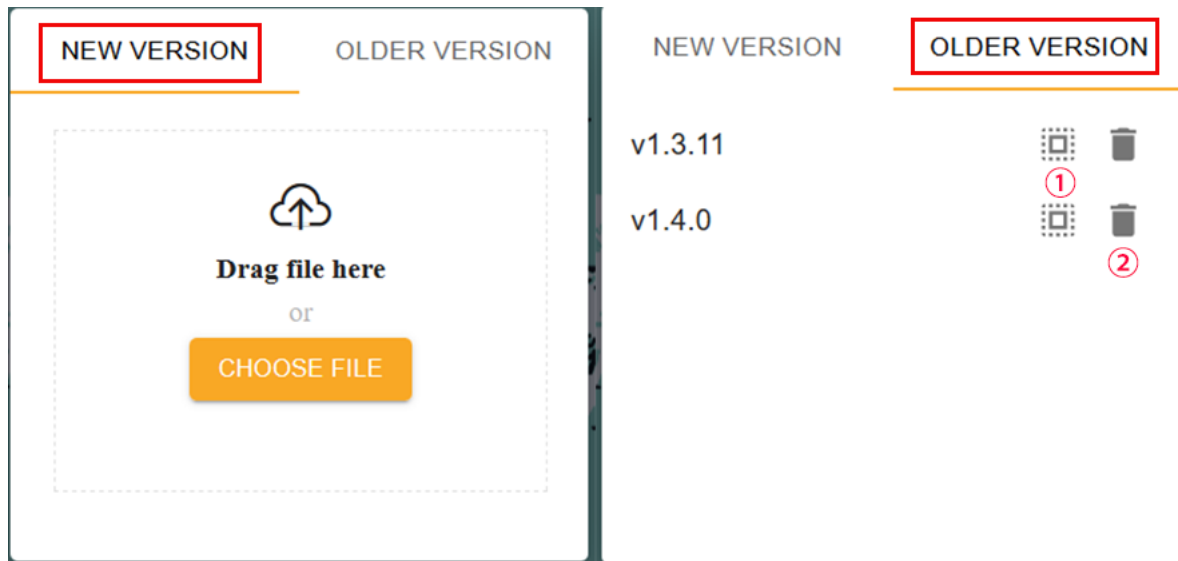 NEW VERSION
OLDER VERSION
Drag file here
or
CHOOSE FILE
NEW VERSION
OLDER VERSION
v1.3.11
①
v1.4.0
②